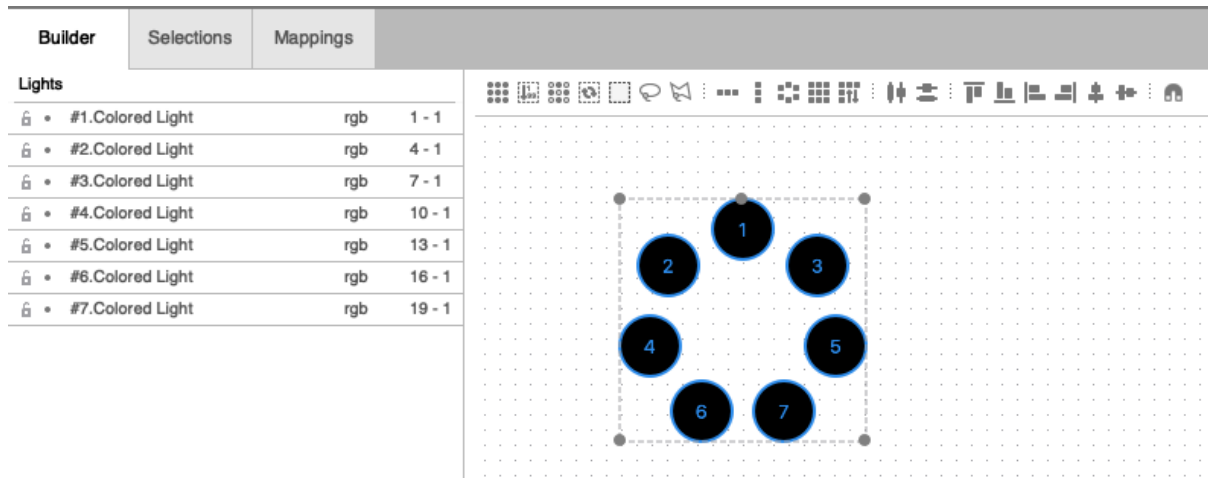 Builder Selections Mappings
Lights
#1.Colored Light rgb 1 - 1
#2.Colored Light rgb 4 - 1
#3.Colored Light rgb 7 - 1
#4.Colored Light rgb 10 - 1
#5.Colored Light rgb 13 - 1
#6.Colored Light rgb 16 - 1
#7.Colored Light rgb 19 - 1
1
2 3
4 5
6 7